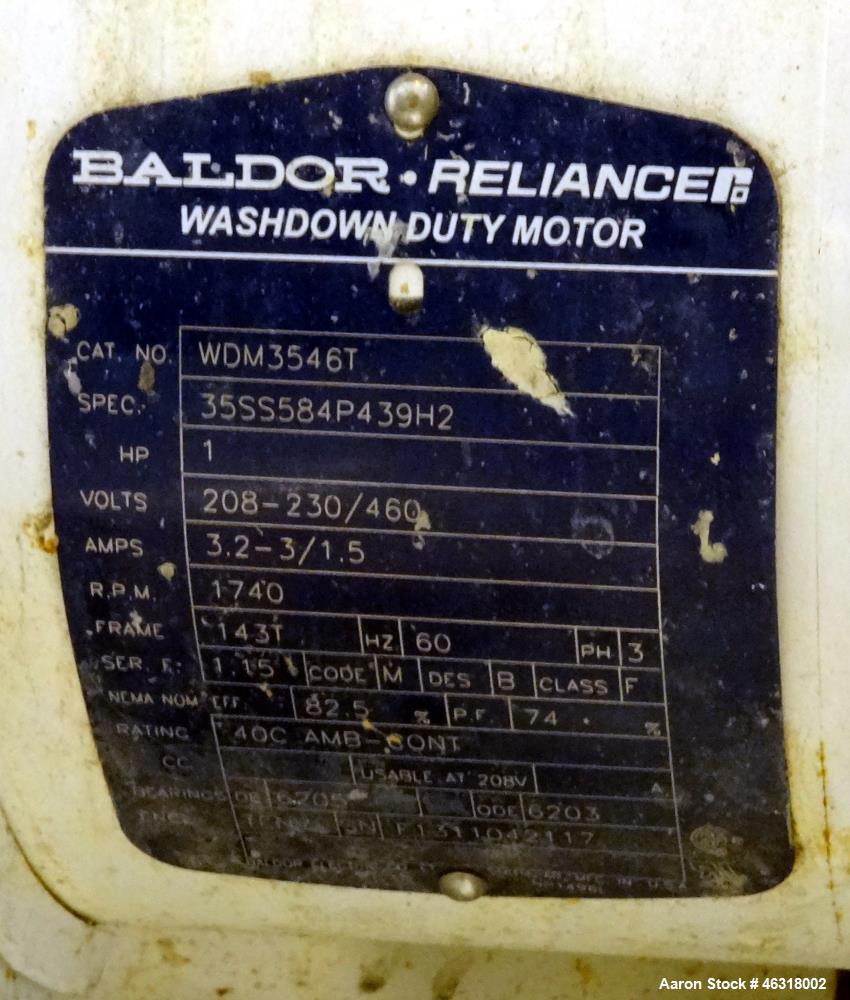 BALDOR • RELIANCE
WASHDOWN DUTY MOTOR
CAT. NO. WDM3546T
SPEC. 35SS584P439H2
HP 1
VOLTS 208-230/460
AMPS 3.2-3/1.5
R.P.M. 1740
FRAME 143T HZ 60 PH 3
SER. F. 1.15 CODE M DES B CLASS F
NEMA NOM EFF. 82.5 % P.F. 74 %
RATING 40C AMB-CONT
CC USABLE AT 208V A
BEARINGS DE 6205 ODE 6203
ENCL SN F1311042117
BALDOR MFG. IN U.S.A.
Aaron Stock # 46318002